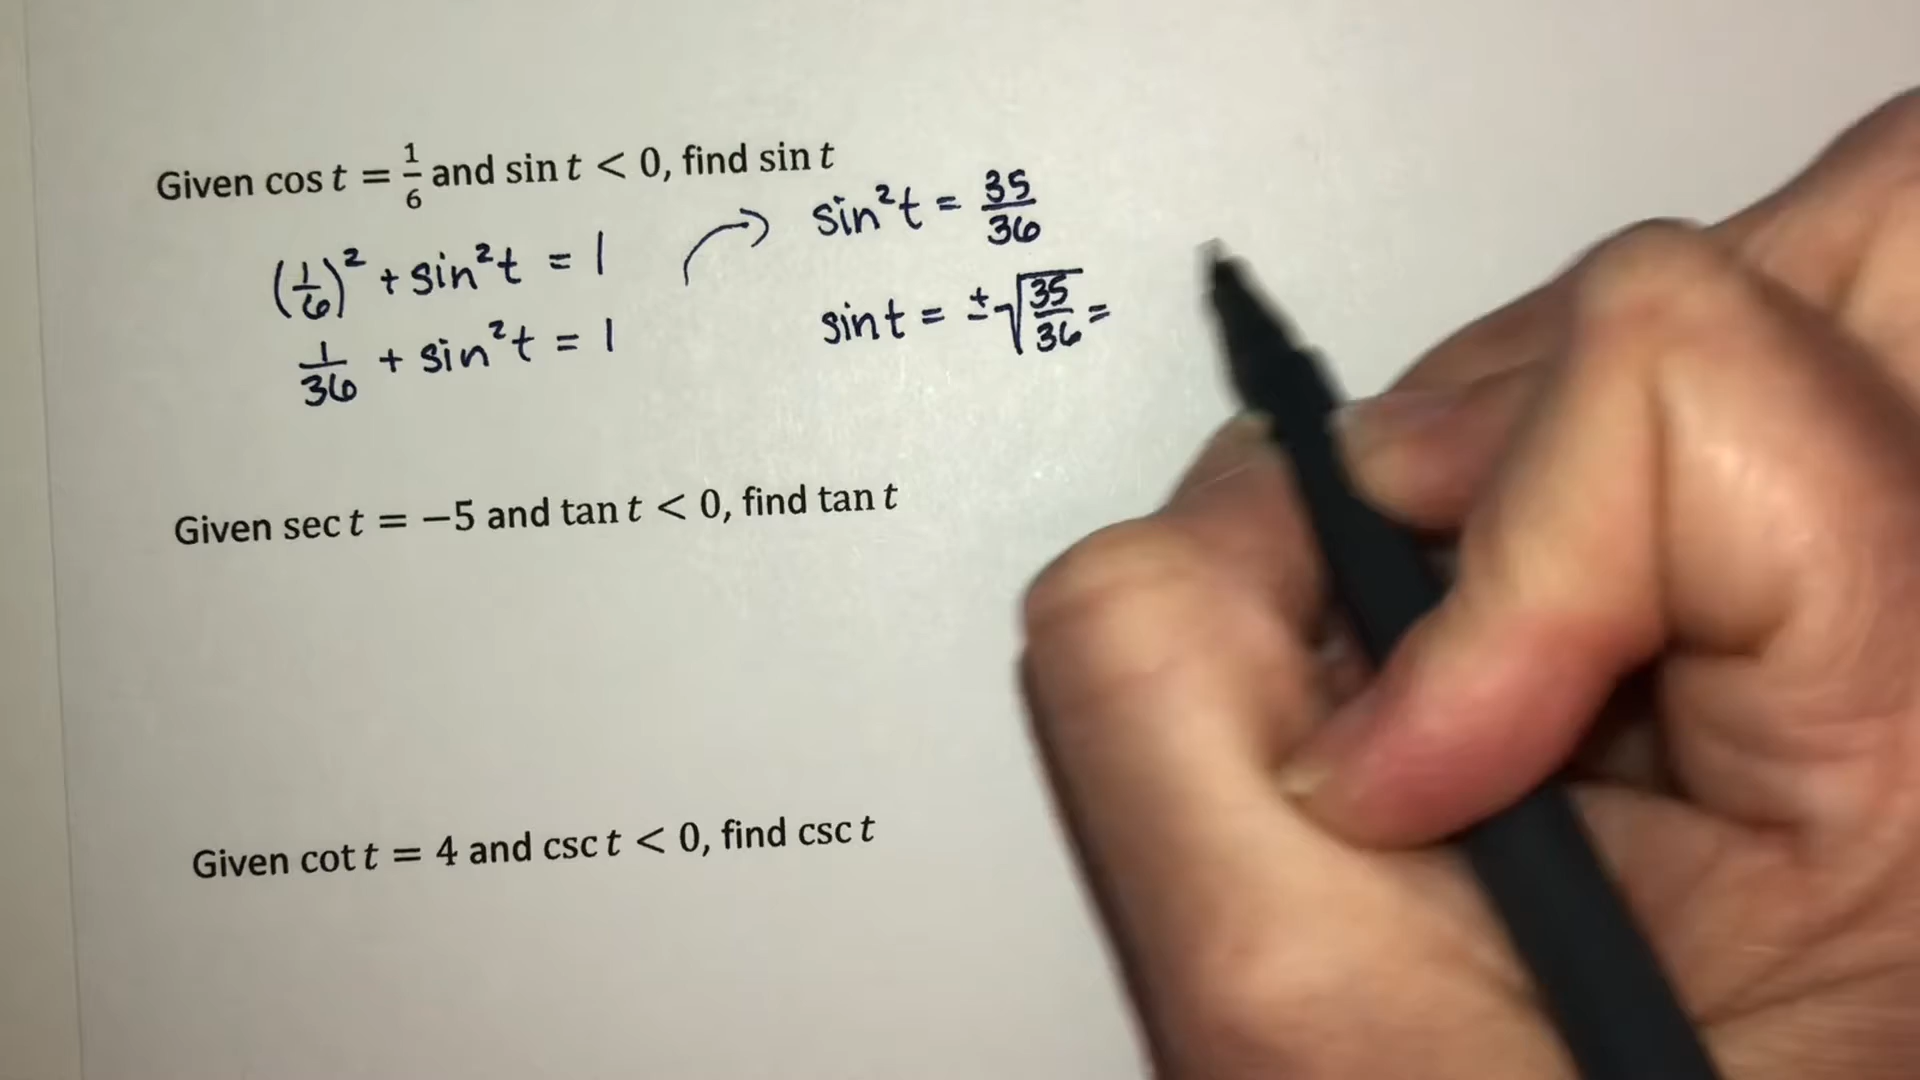 Given cos t = 1/6 and sin t < 0, find sin t
(1/6)² + sin²t = 1
1/36 + sin²t = 1
sin²t = 35/36
sin t = ±√35/36 =
Given sec t = −5 and tan t < 0, find tan t
Given cot t = 4 and csc t < 0, find csc t